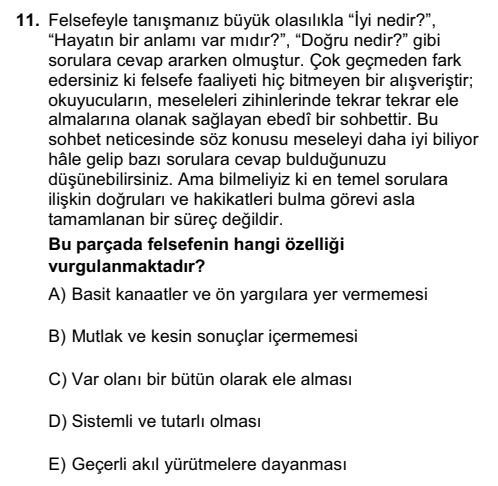 11. Felsefeyle tanışmanız büyük olasılıkla “İyi nedir?”,
“Hayatın bir anlamı var mıdır?”, “Doğru nedir?” gibi
sorulara cevap ararken olmuştur. Çok geçmeden fark
edersiniz ki felsefe faaliyeti hiç bitmeyen bir alışveriştir;
okuyucuların, meseleleri zihinlerinde tekrar tekrar ele
almalarına olanak sağlayan ebedî bir sohbettir. Bu
sohbet neticesinde söz konusu meseleyi daha iyi biliyor
hâle gelip bazı sorulara cevap bulduğunuzu
düşünebilirsiniz. Ama bilmeliyiz ki en temel sorulara
ilişkin doğruları ve hakikatleri bulma görevi asla
tamamlanan bir süreç değildir.
Bu parçada felsefenin hangi özelliği
vurgulanmaktadır?
A) Basit kanaatler ve ön yargılara yer vermemesi
B) Mutlak ve kesin sonuçlar içermemesi
C) Var olanı bir bütün olarak ele alması
D) Sistemli ve tutarlı olması
E) Geçerli akıl yürütmelere dayanması